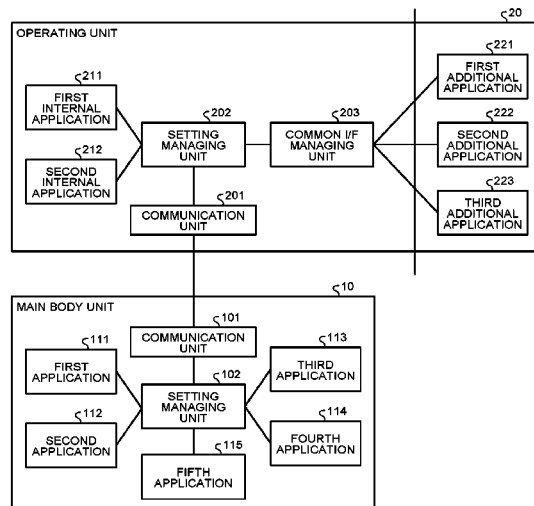 20
OPERATING UNIT
211
FIRST
INTERNAL
APPLICATION
212
SECOND
INTERNAL
APPLICATION
202
SETTING
MANAGING
UNIT
203
COMMON I/F
MANAGING
UNIT
201
COMMUNICATION
UNIT
221
FIRST
ADDITIONAL
APPLICATION
222
SECOND
ADDITIONAL
APPLICATION
223
THIRD
ADDITIONAL
APPLICATION
10
MAIN BODY UNIT
101
COMMUNICATION
UNIT
111
FIRST
APPLICATION
102
SETTING
MANAGING
UNIT
113
THIRD
APPLICATION
112
SECOND
APPLICATION
114
FOURTH
APPLICATION
115
FIFTH
APPLICATION